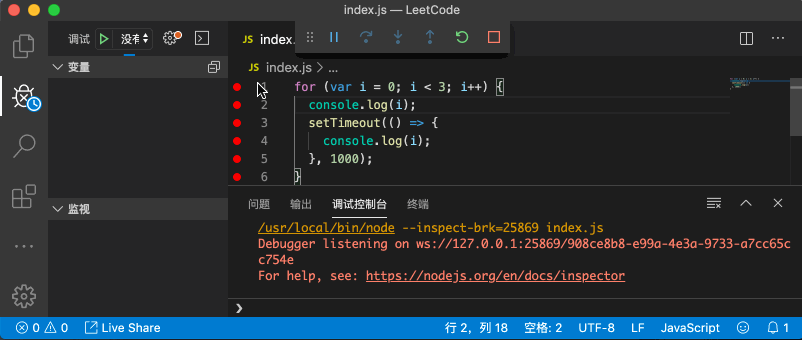 index.js — LeetCode
调试 没有
JS index.
变量
JS index.js > ...
1 for (var i = 0; i < 3; i++) {
2 console.log(i);
3 setTimeout(() => {
4 console.log(i);
5 }, 1000);
6 }
监视
问题 输出 调试控制台 终端
/usr/local/bin/node --inspect-brk=25869 index.js
Debugger listening on ws://127.0.0.1:25869/908ce8b8-e99a-4e3a-9733-a7cc65c
c754e
For help, see: https://nodejs.org/en/docs/inspector
0 0 Live Share 行 2，列 18 空格: 2 UTF-8 LF JavaScript 1